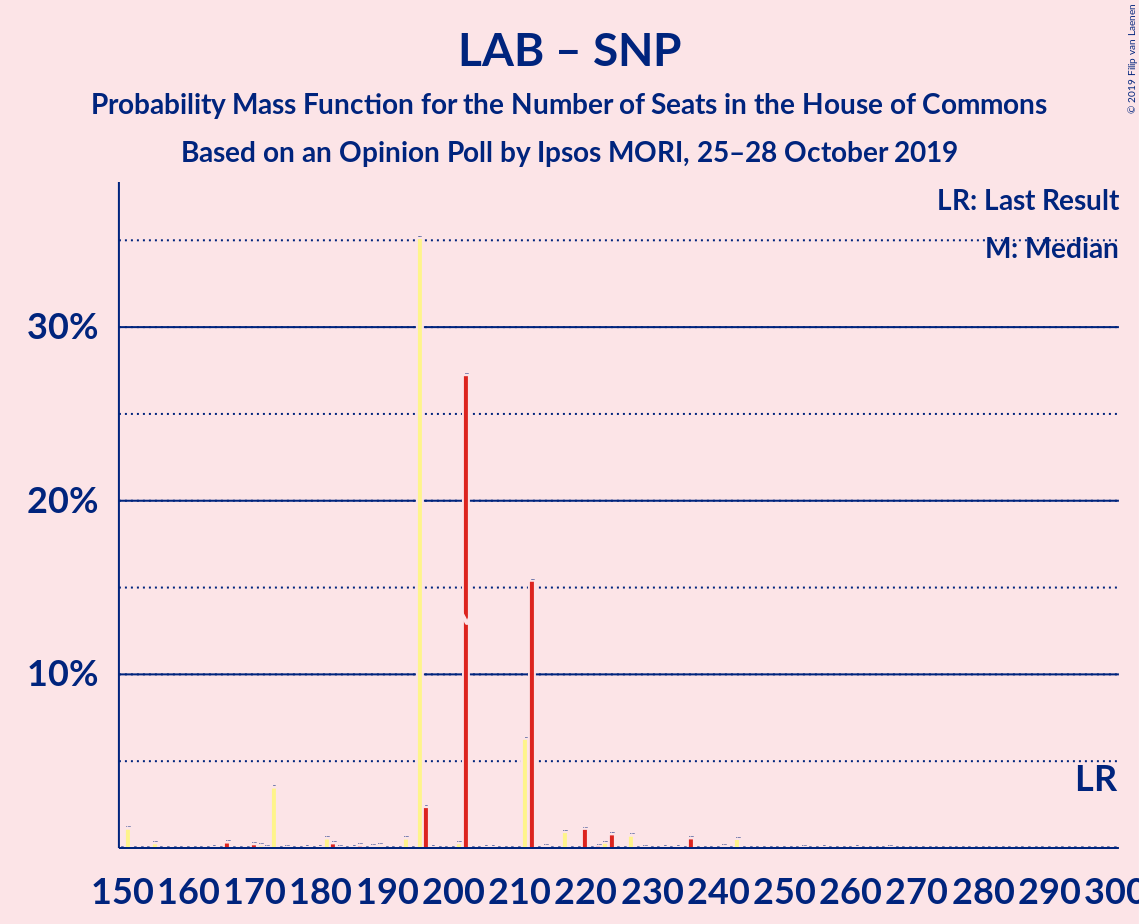 LAB – SNP
Probability Mass Function for the Number of Seats in the House of Commons
Based on an Opinion Poll by Ipsos MORI, 25–28 October 2019
© 2019 Filip van Laenen
LR: Last Result
M: Median
30%
20%
10%
LR
150 160 170 180 190 200 210 220 230 240 250 260 270 280 290 300